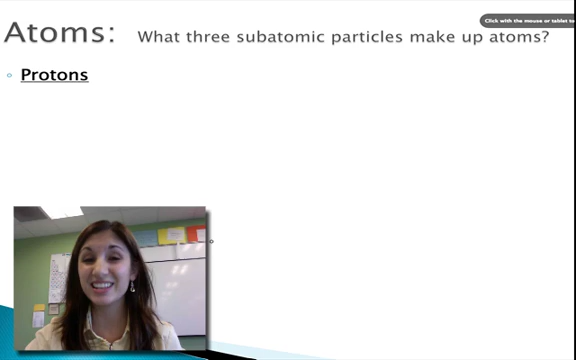 Click with the mouse or tablet to
Atoms: What three subatomic particles make up atoms?
Protons